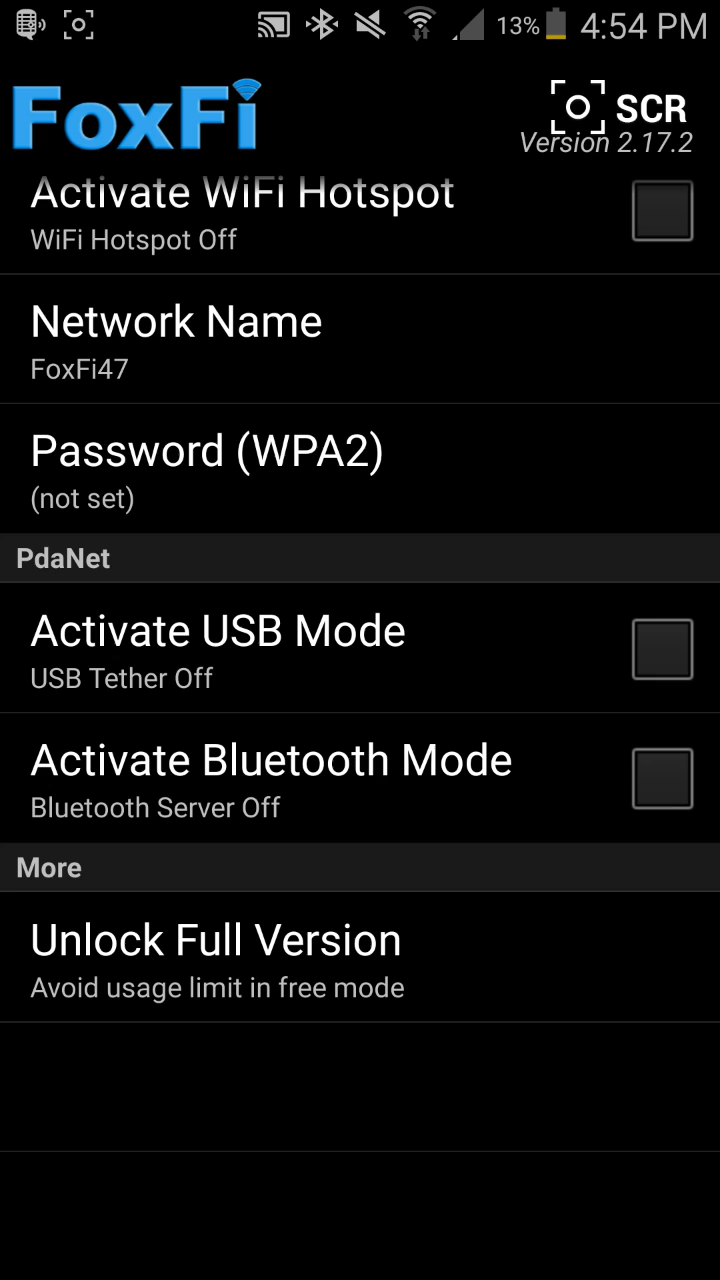 13% 4:54 PM
FoxFi
SCR
Version 2.17.2
Activate WiFi Hotspot
WiFi Hotspot Off
Network Name
FoxFi47
Password (WPA2)
(not set)
PdaNet
Activate USB Mode
USB Tether Off
Activate Bluetooth Mode
Bluetooth Server Off
More
Unlock Full Version
Avoid usage limit in free mode